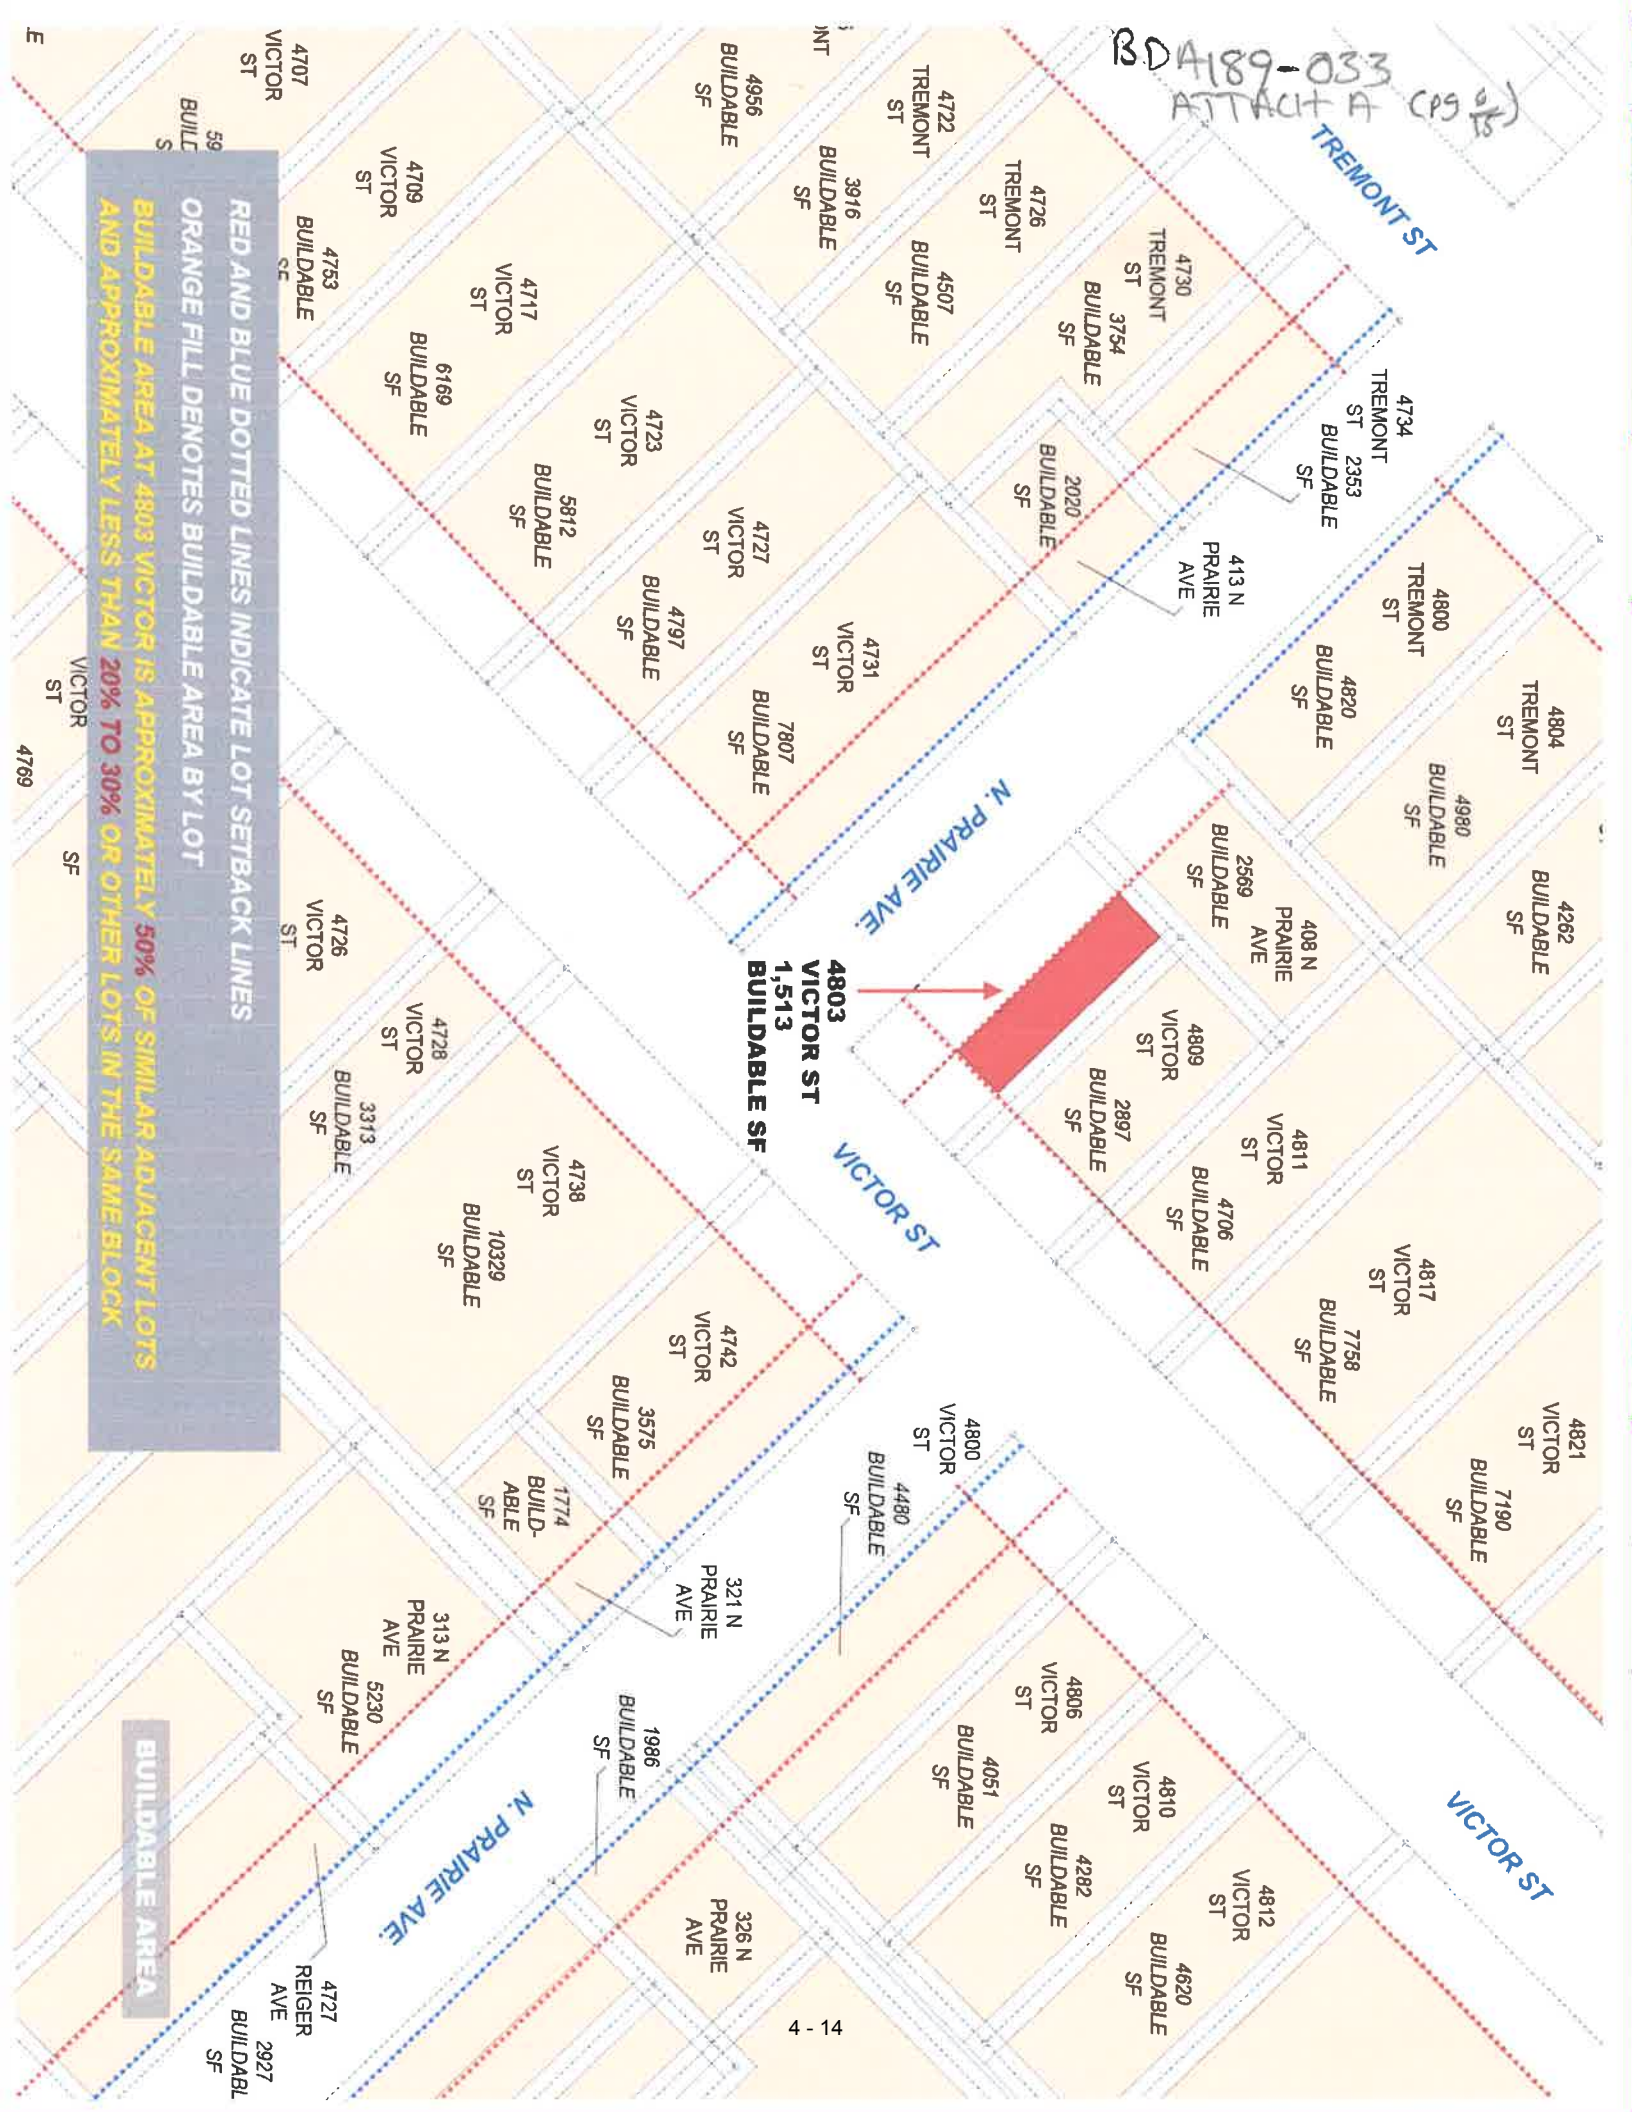 BDA189-033
ATTACH A (pg
TREMONT ST
4707
VICTOR
ST
4709
VICTOR
ST
4753
BUILDABLE
SF
4717
VICTOR
ST
6169
BUILDABLE
SF
4723
VICTOR
ST
5812
BUILDABLE
SF
4727
VICTOR
ST
4797
BUILDABLE
SF
4731
VICTOR
ST
7807
BUILDABLE
SF
4956
BUILDABLE
SF
4722
TREMONT
ST
3916
BUILDABLE
SF
4726
TREMONT
ST
4507
BUILDABLE
SF
4730
TREMONT
ST
3754
BUILDABLE
SF
4734
TREMONT
ST 2353
BUILDABLE
SF
2020
BUILDABLE
SF
413 N
PRAIRIE
AVE
4800
TREMONT
ST
4820
BUILDABLE
SF
4804
TREMONT
ST
4980
BUILDABLE
SF
4262
BUILDABLE
SF
N. PRAIRIE AVE.
2569
BUILDABLE
SF
408 N
PRAIRIE
AVE
4803
VICTOR ST
1,513
BUILDABLE SF
4809
VICTOR
ST
2897
BUILDABLE
SF
4811
VICTOR
ST
4706
BUILDABLE
SF
4817
VICTOR
ST
7758
BUILDABLE
SF
4821
VICTOR
ST
7190
BUILDABLE
SF
VICTOR ST
4726
VICTOR
ST
4728
VICTOR
ST
3313
BUILDABLE
SF
4738
VICTOR
ST
10329
BUILDABLE
SF
4742
VICTOR
ST
3575
BUILDABLE
SF
1774
BUILD-
ABLE
SF
321 N
PRAIRIE
AVE
313 N
PRAIRIE
AVE
5230
BUILDABLE
SF
4800
VICTOR
ST
4480
BUILDABLE
SF
4806
VICTOR
ST
4051
BUILDABLE
SF
4810
VICTOR
ST
4282
BUILDABLE
SF
4812
VICTOR
ST
4620
BUILDABLE
SF
VICTOR ST
1986
BUILDABLE
SF
326 N
PRAIRIE
AVE
N. PRAIRIE AVE.
4727
REIGER
AVE
2927
BUILDABL
SF
VICTOR
ST
4769
SF
59
BUILD
S
RED AND BLUE DOTTED LINES INDICATE LOT SETBACK LINES
ORANGE FILL DENOTES BUILDABLE AREA BY LOT
BUILDABLE AREA AT 4803 VICTOR IS APPROXIMATELY 50% OF SIMILAR ADJACENT LOTS
AND APPROXIMATELY LESS THAN 20% TO 30% OR OTHER LOTS IN THE SAME BLOCK
BUILDABLE AREA
4 - 14